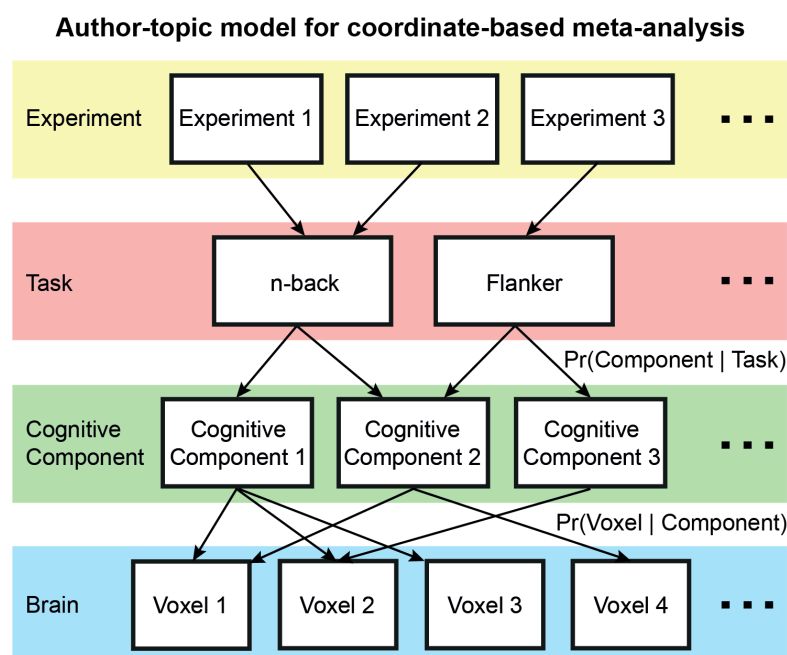 Author-topic model for coordinate-based meta-analysis
Experiment
Experiment 1
Experiment 2
Experiment 3
Task
n-back
Flanker
Pr(Component | Task)
Cognitive
Component
Cognitive
Component 1
Cognitive
Component 2
Cognitive
Component 3
Pr(Voxel | Component)
Brain
Voxel 1
Voxel 2
Voxel 3
Voxel 4